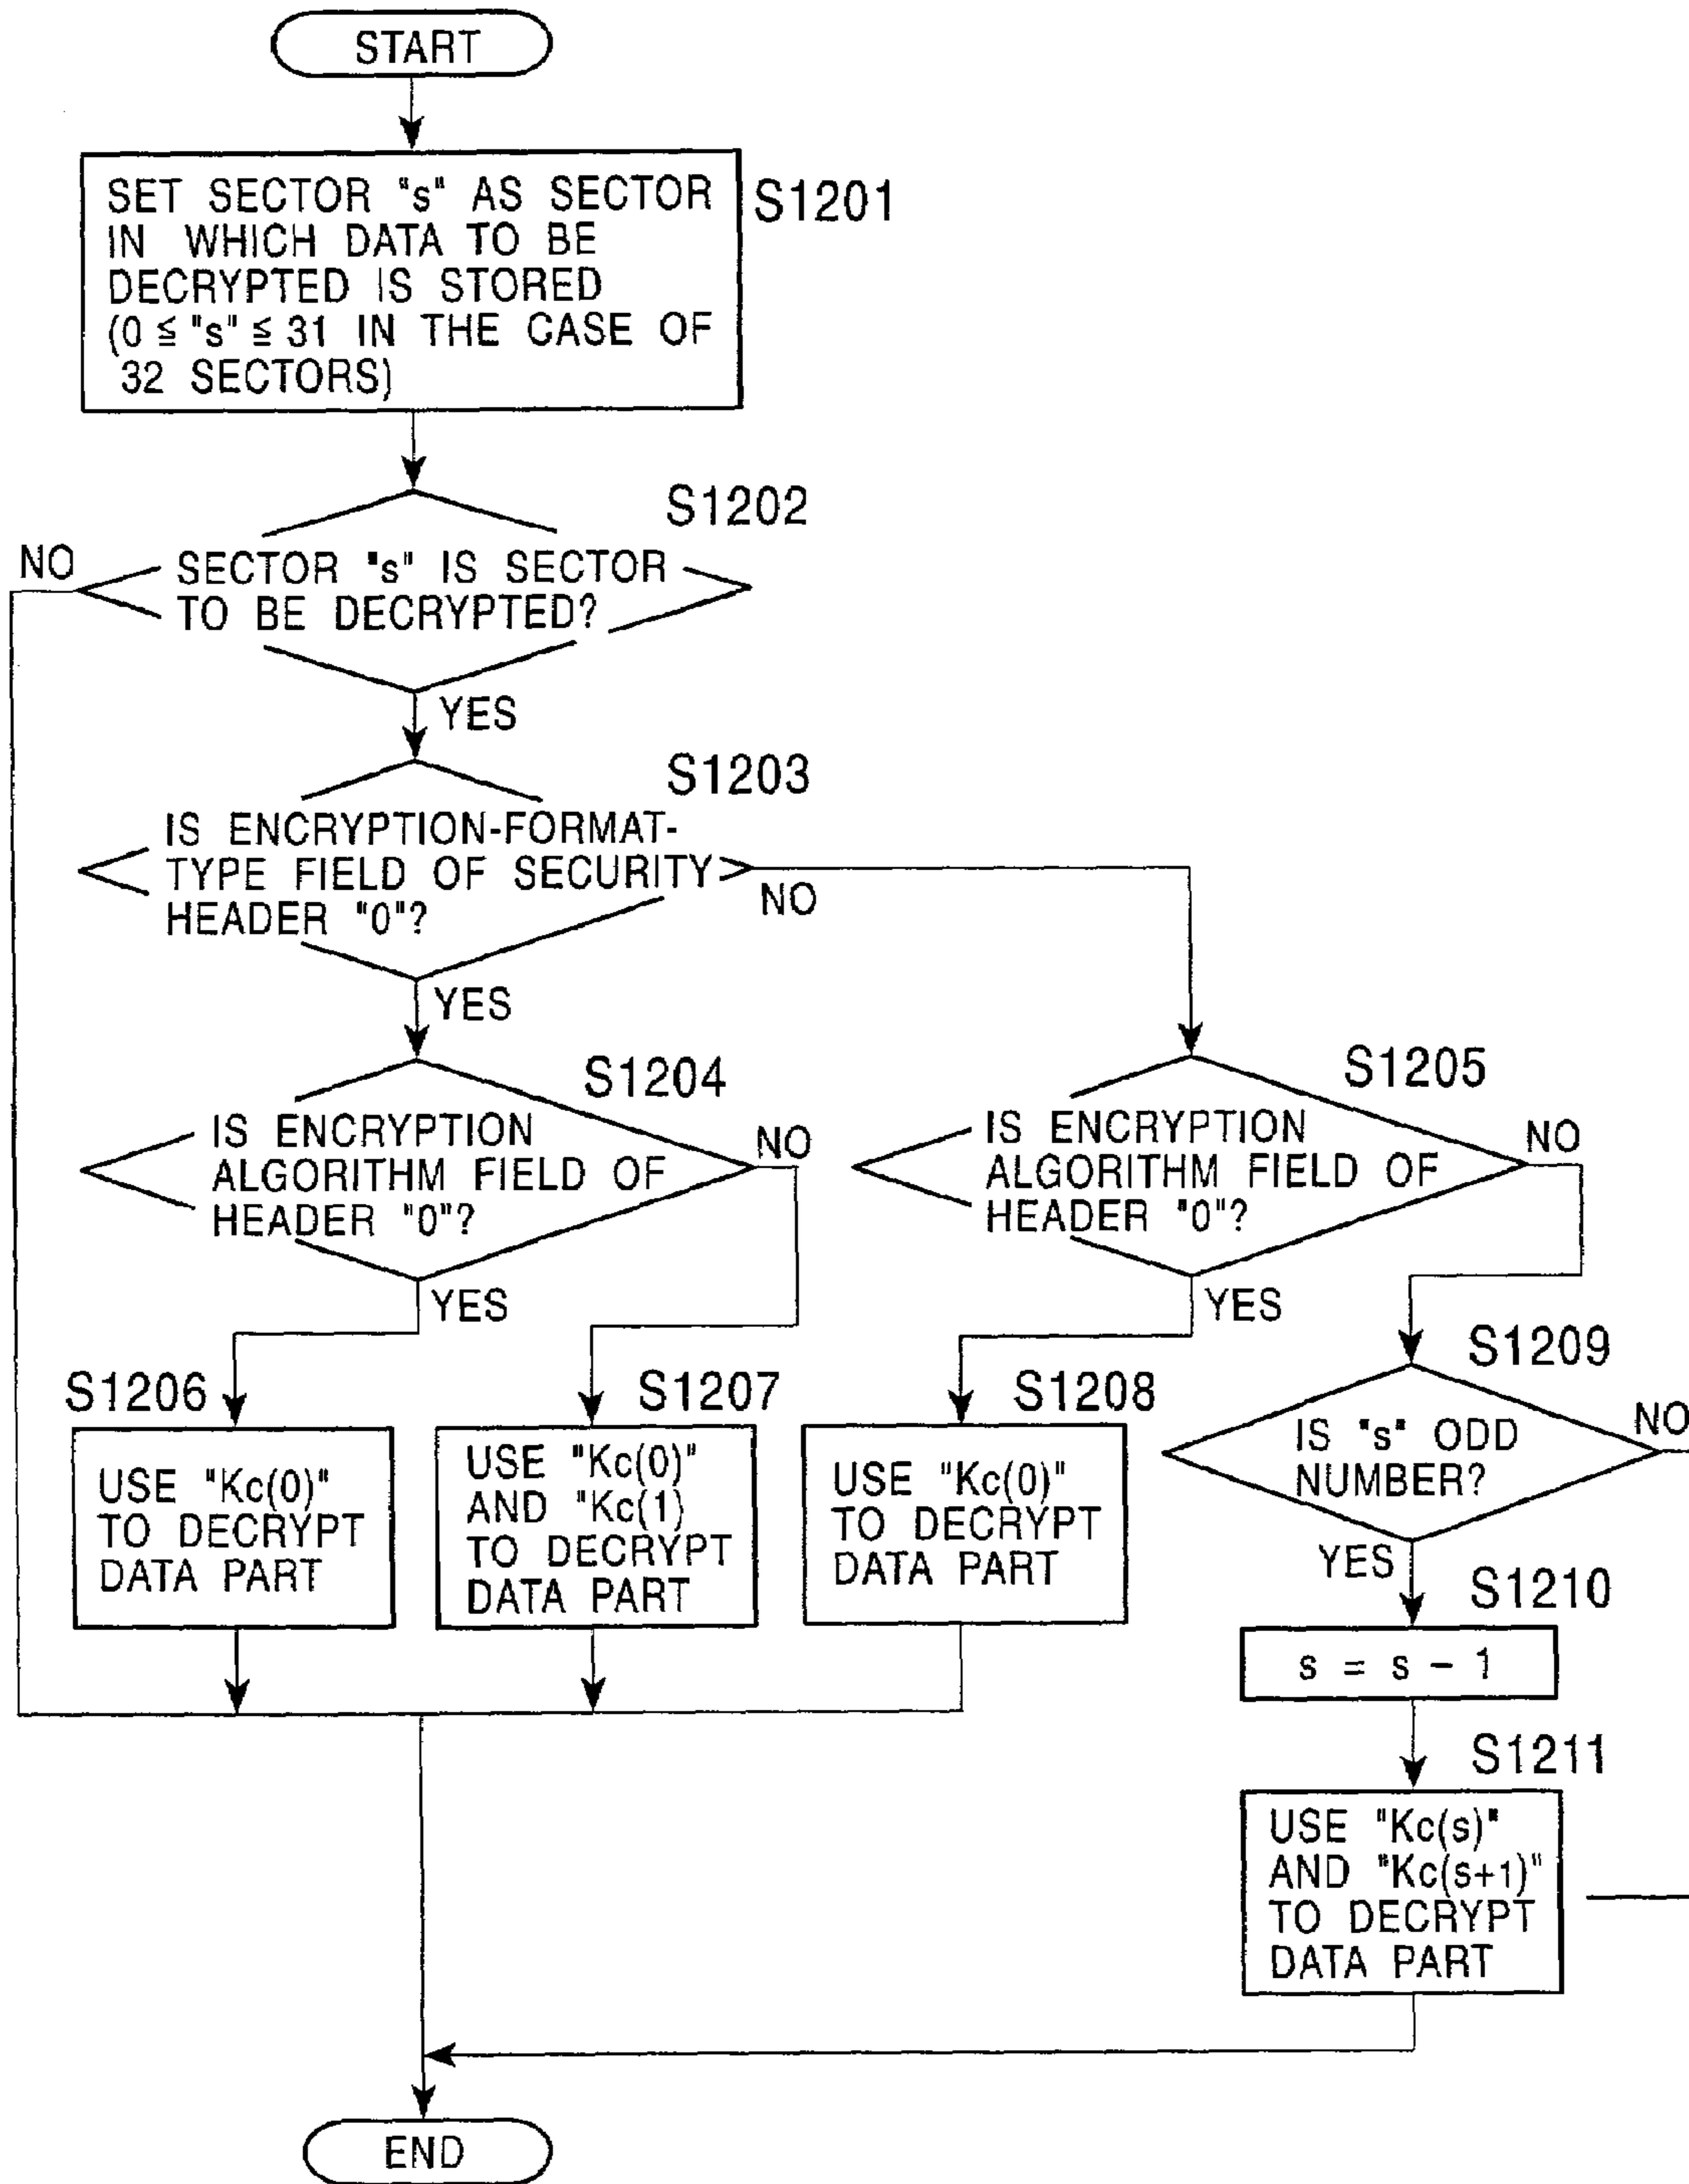 START
SET SECTOR "s" AS SECTOR
IN WHICH DATA TO BE
DECRYPTED IS STORED
(0 ≦ "s" ≦ 31 IN THE CASE OF
32 SECTORS)
S1201
S1202
NO
SECTOR "s" IS SECTOR
TO BE DECRYPTED?
YES
S1203
IS ENCRYPTION-FORMAT-
TYPE FIELD OF SECURITY
HEADER "0"?
NO
YES
S1204
IS ENCRYPTION
ALGORITHM FIELD OF
HEADER "0"?
NO
YES
S1205
IS ENCRYPTION
ALGORITHM FIELD OF
HEADER "0"?
NO
YES
S1206
USE "Kc(0)"
TO DECRYPT
DATA PART
S1207
USE "Kc(0)"
AND "Kc(1)
TO DECRYPT
DATA PART
S1208
USE "Kc(0)"
TO DECRYPT
DATA PART
S1209
IS "s" ODD
NUMBER?
NO
YES
S1210
s = s - 1
S1211
USE "Kc(s)"
AND "Kc(s+1)"
TO DECRYPT
DATA PART
END